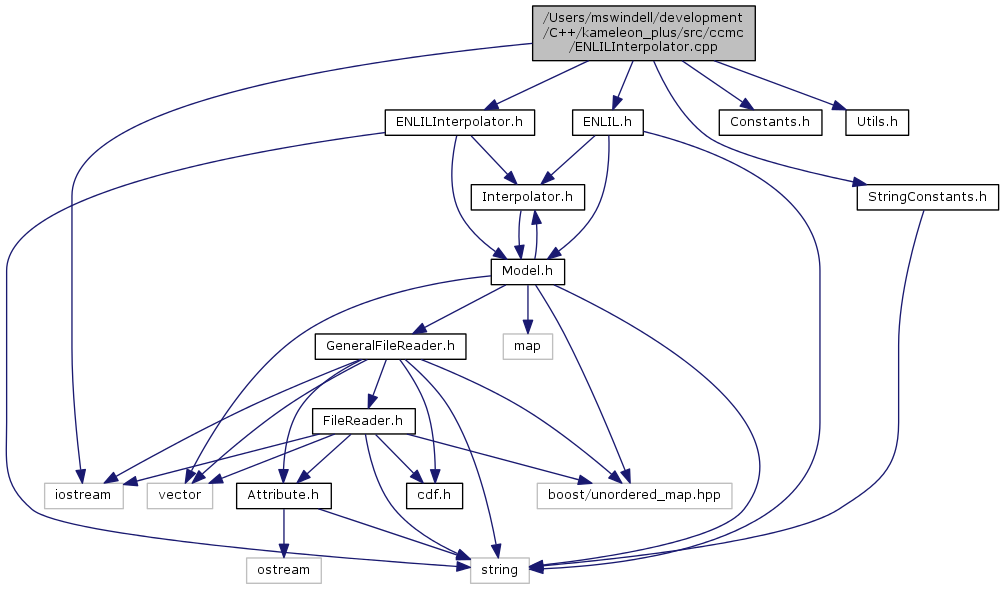 /Users/mswindell/development
/C++/kameleon_plus/src/ccmc
/ENLILInterpolator.cpp
ENLILInterpolator.h
ENLIL.h
Constants.h
Utils.h
Interpolator.h
StringConstants.h
Model.h
GeneralFileReader.h
map
FileReader.h
iostream
vector
Attribute.h
cdf.h
boost/unordered_map.hpp
ostream
string